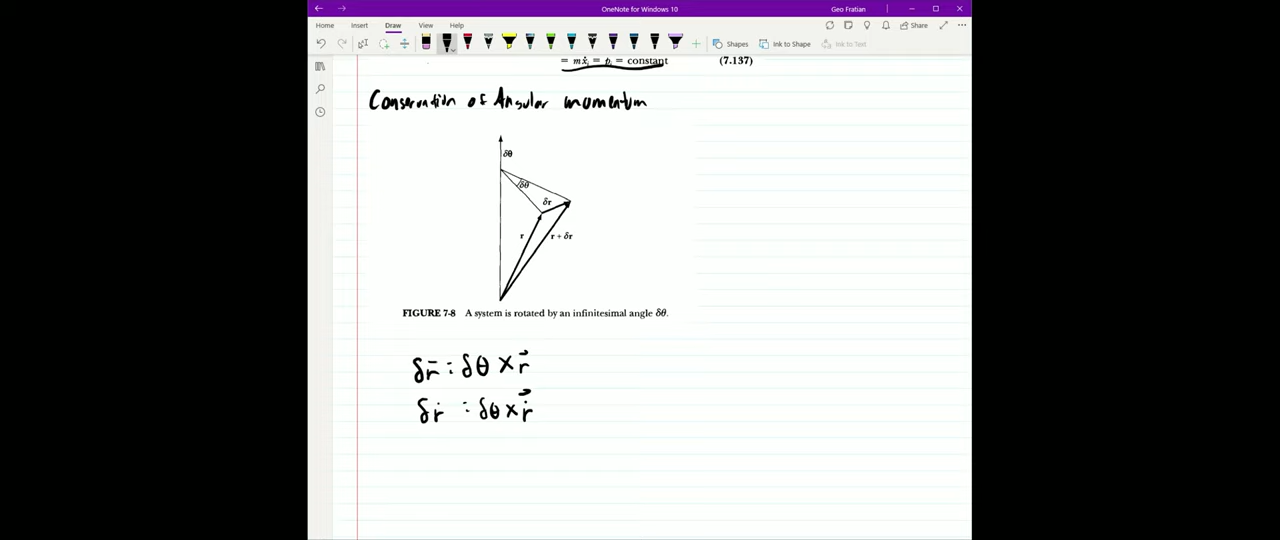 OneNote for Windows 10
Geo Fratian
Home Insert Draw View Help
Share
Shapes
Ink to Shape
Ink to Text
= mẋᵢ = pᵢ = constant (7.137)
Conservation of Angular momentum
δθ
δθ
δr
r
r + δr
FIGURE 7-8 A system is rotated by an infinitesimal angle δθ.
δr̄ = δθ × r⃗
δṙ = δθ × ṙ⃗